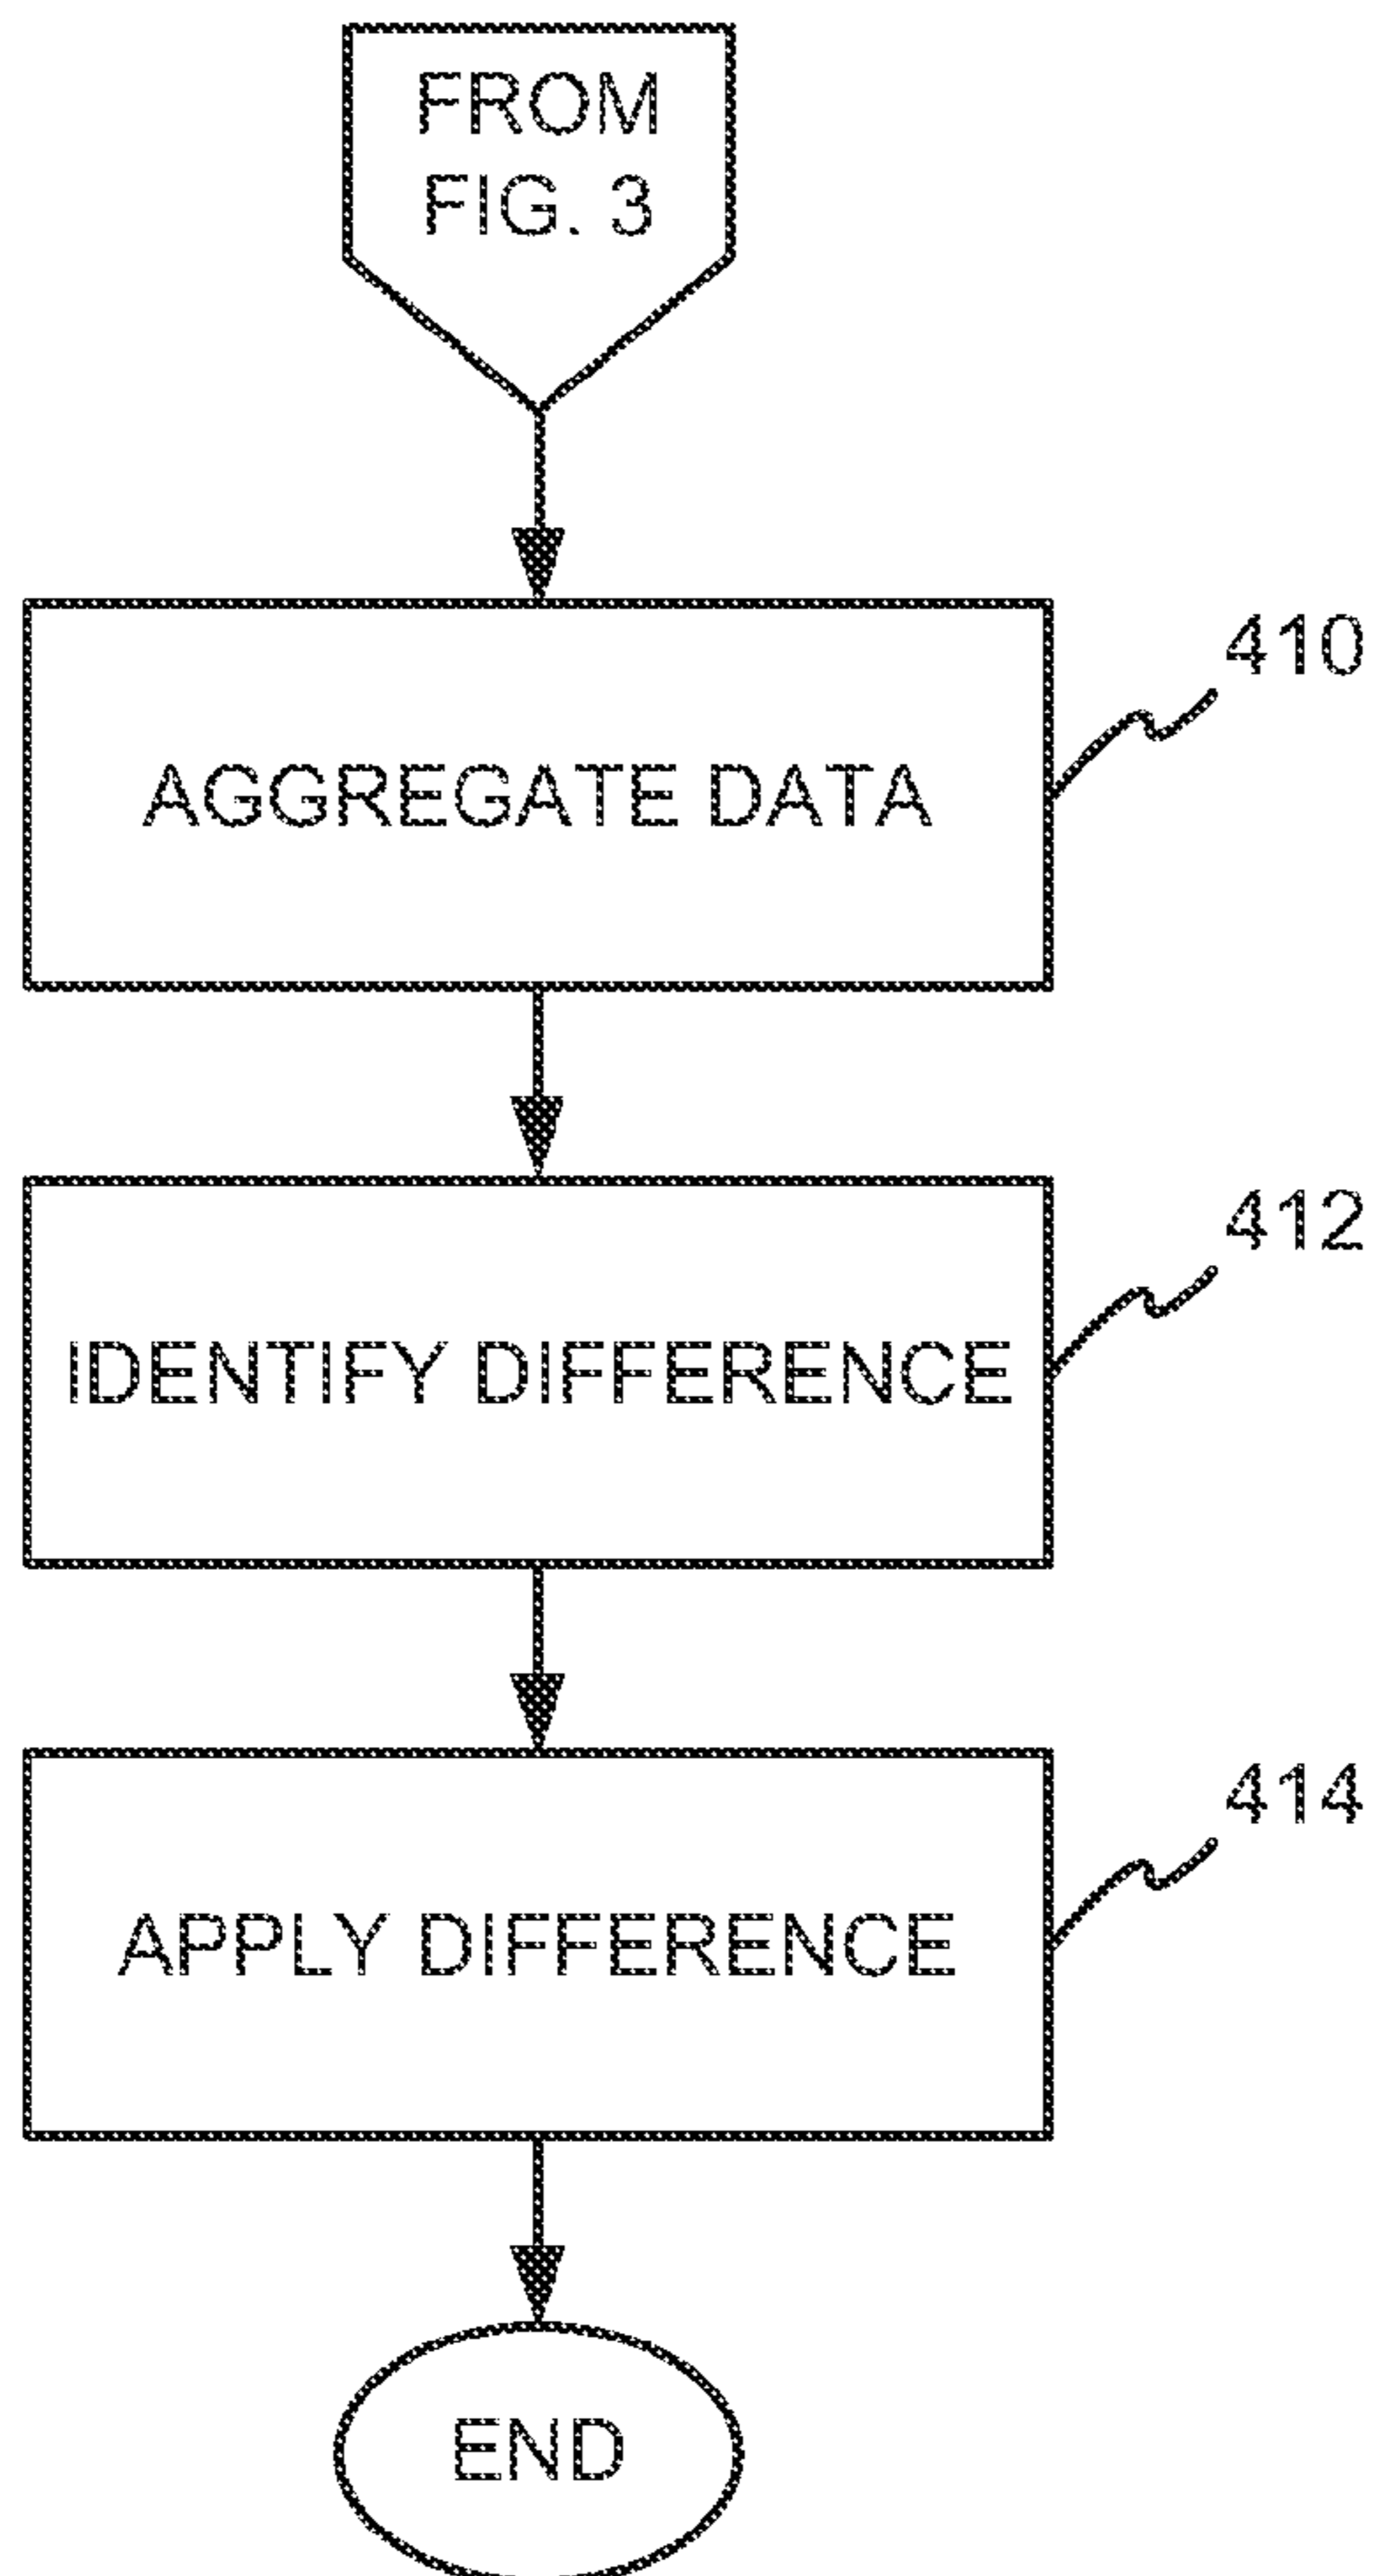 FROM
FIG. 3
410
AGGREGATE DATA
412
IDENTIFY DIFFERENCE
414
APPLY DIFFERENCE
END